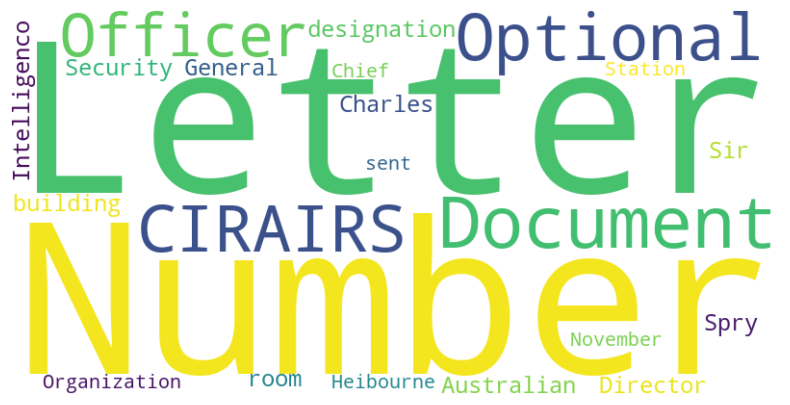 Officer
designation
Optional
Intelligenco
Security
General
Chief
Station
Letter
Charles
Sir
sent
building
CIRAIRS
Document
Number
Spry
November
Organization
room
Heibourne
Australian
Director